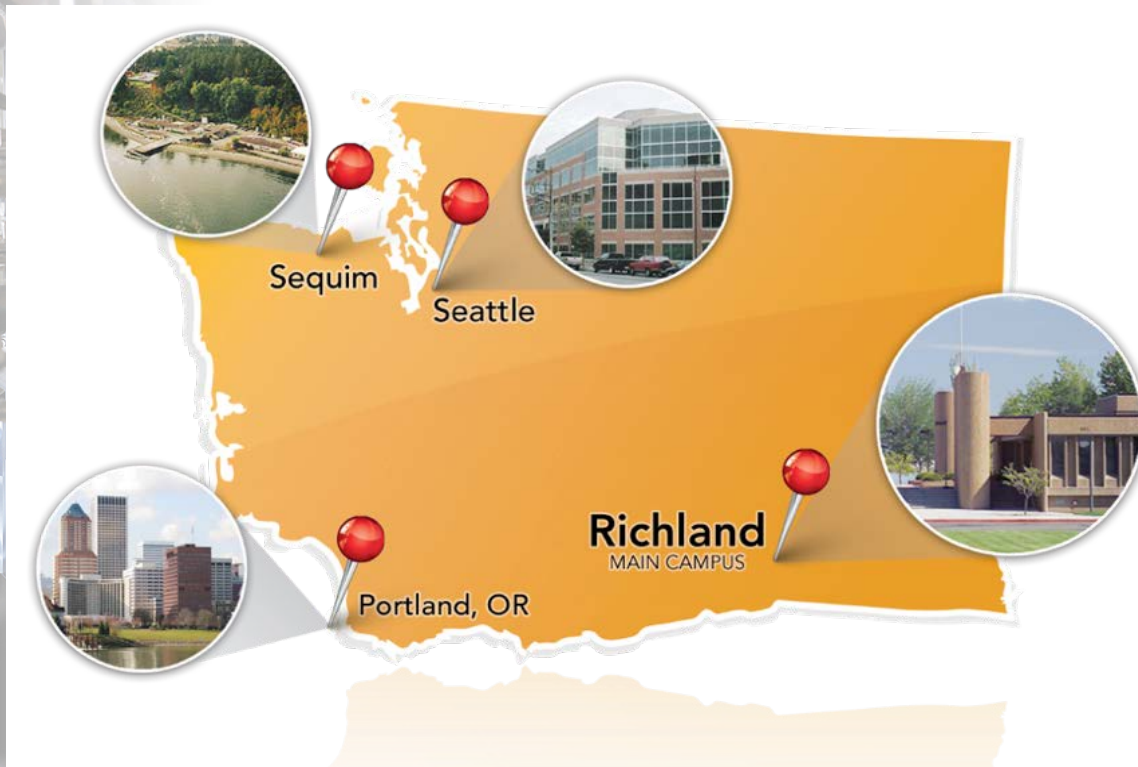 Sequim
Seattle
Richland
MAIN CAMPUS
Portland, OR